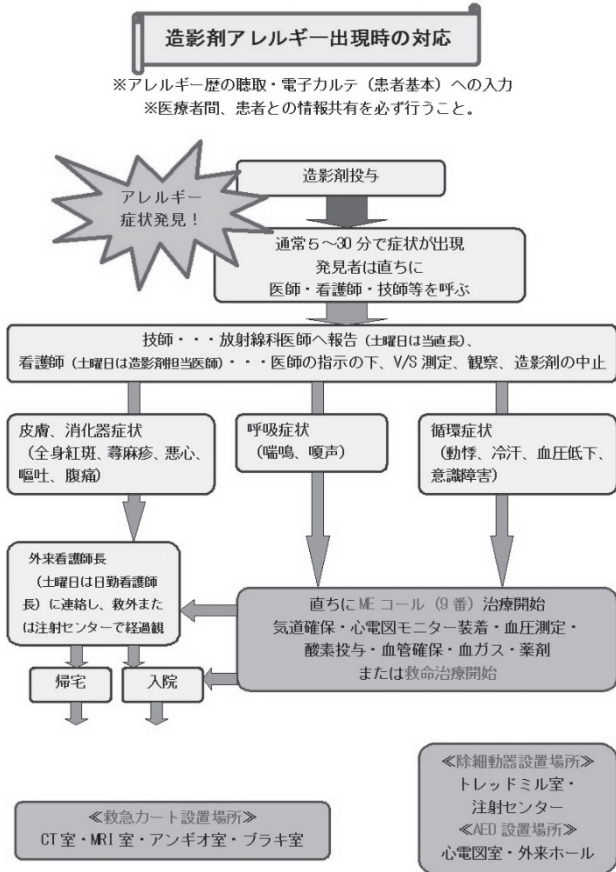 造影剤アレルギー出現時の対応
※アレルギー歴の聴取・電子カルテ（患者基本）への入力
※医療者間、患者との情報共有を必ず行うこと。
アレルギー
症状発見！
造影剤投与
通常５～30分で症状が出現
発見者は直ちに
医師・看護師・技師等を呼ぶ
技師・・・放射線科医師へ報告（土曜日は当直長）、
看護師（土曜日は造影剤担当医師）・・・医師の指示の下、V/S測定、観察、造影剤の中止
皮膚、消化器症状
（全身紅斑、蕁麻疹、悪心、
嘔吐、腹痛）
呼吸症状
（喘鳴、嗄声）
循環症状
（動悸、冷汗、血圧低下、
意識障害）
外来看護師長
（土曜日は日勤看護師
長）に連絡し、救外また
は注射センターで経過観
直ちにMEコール（9番）治療開始
気道確保・心電図モニター装着・血圧測定・
酸素投与・血管確保・血ガス・薬剤
または救命治療開始
帰宅
入院
≪救急カート設置場所≫
CT室・MRI室・アンギオ室・ブラキ室
≪除細動器設置場所≫
トレッドミル室・
注射センター
≪AED設置場所≫
心電図室・外来ホール